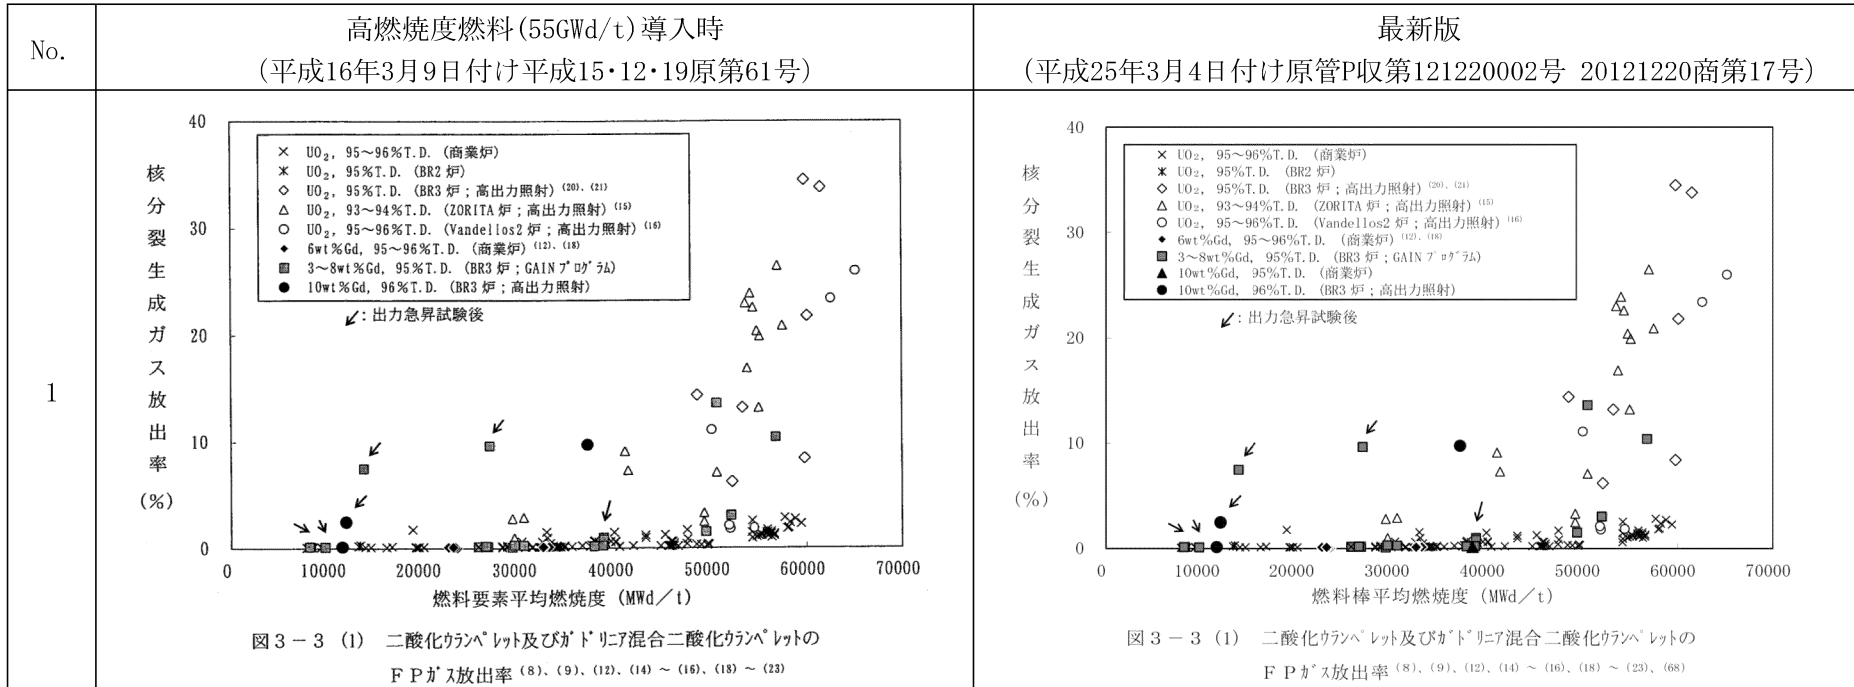 No.
高燃焼度燃料(55GWd/t)導入時
(平成16年3月9日付け平成15・12・19原第61号)
最新版
(平成25年3月4日付け原管P収第121220002号 20121220商第17号)
1
核分裂生成ガス放出率(%)
40
30
20
10
0
× UO₂, 95~96%T.D. (商業炉)
UO₂, 95%T.D. (BR2炉)
◇ UO₂, 95%T.D. (BR3炉;高出力照射) (20)、(21)
△ UO₂, 93~94%T.D. (ZORITA炉;高出力照射) (15)
○ UO₂, 95~96%T.D. (Vandellos2炉;高出力照射) (16)
◆ 6wt%Gd, 95~96%T.D. (商業炉) (12)、(18)
3~8wt%Gd, 95%T.D. (BR3炉;GAINプログラム)
● 10wt%Gd, 96%T.D. (BR3炉;高出力照射)
↙:出力急昇試験後
0 10000 20000 30000 40000 50000 60000 70000
燃料要素平均燃焼度 (MWd/t)
図3-3 (1) 二酸化ウランペレット及びガドリニア混合二酸化ウランペレットの
FPガス放出率 (8)、(9)、(12)、(14) ~ (16)、(18) ~ (23)
核分裂生成ガス放出率(%)
40
30
20
10
0
× UO₂, 95~96%T.D. (商業炉)
UO₂, 95%T.D. (BR2炉)
◇ UO₂, 95%T.D. (BR3炉;高出力照射) (20)、(21)
△ UO₂, 93~94%T.D. (ZORITA炉;高出力照射) (15)
○ UO₂, 95~96%T.D. (Vandellos2炉;高出力照射) (16)
◆ 6wt%Gd, 95~96%T.D. (商業炉) (12)、(18)
3~8wt%Gd, 95%T.D. (BR3炉;GAINプログラム)
▲ 10wt%Gd, 95%T.D. (商業炉)
● 10wt%Gd, 96%T.D. (BR3炉;高出力照射)
↙:出力急昇試験後
0 10000 20000 30000 40000 50000 60000 70000
燃料棒平均燃焼度 (MWd/t)
図3-3 (1) 二酸化ウランペレット及びガドリニア混合二酸化ウランペレットの
FPガス放出率 (8)、(9)、(12)、(14) ~ (16)、(18) ~ (23)、(68)